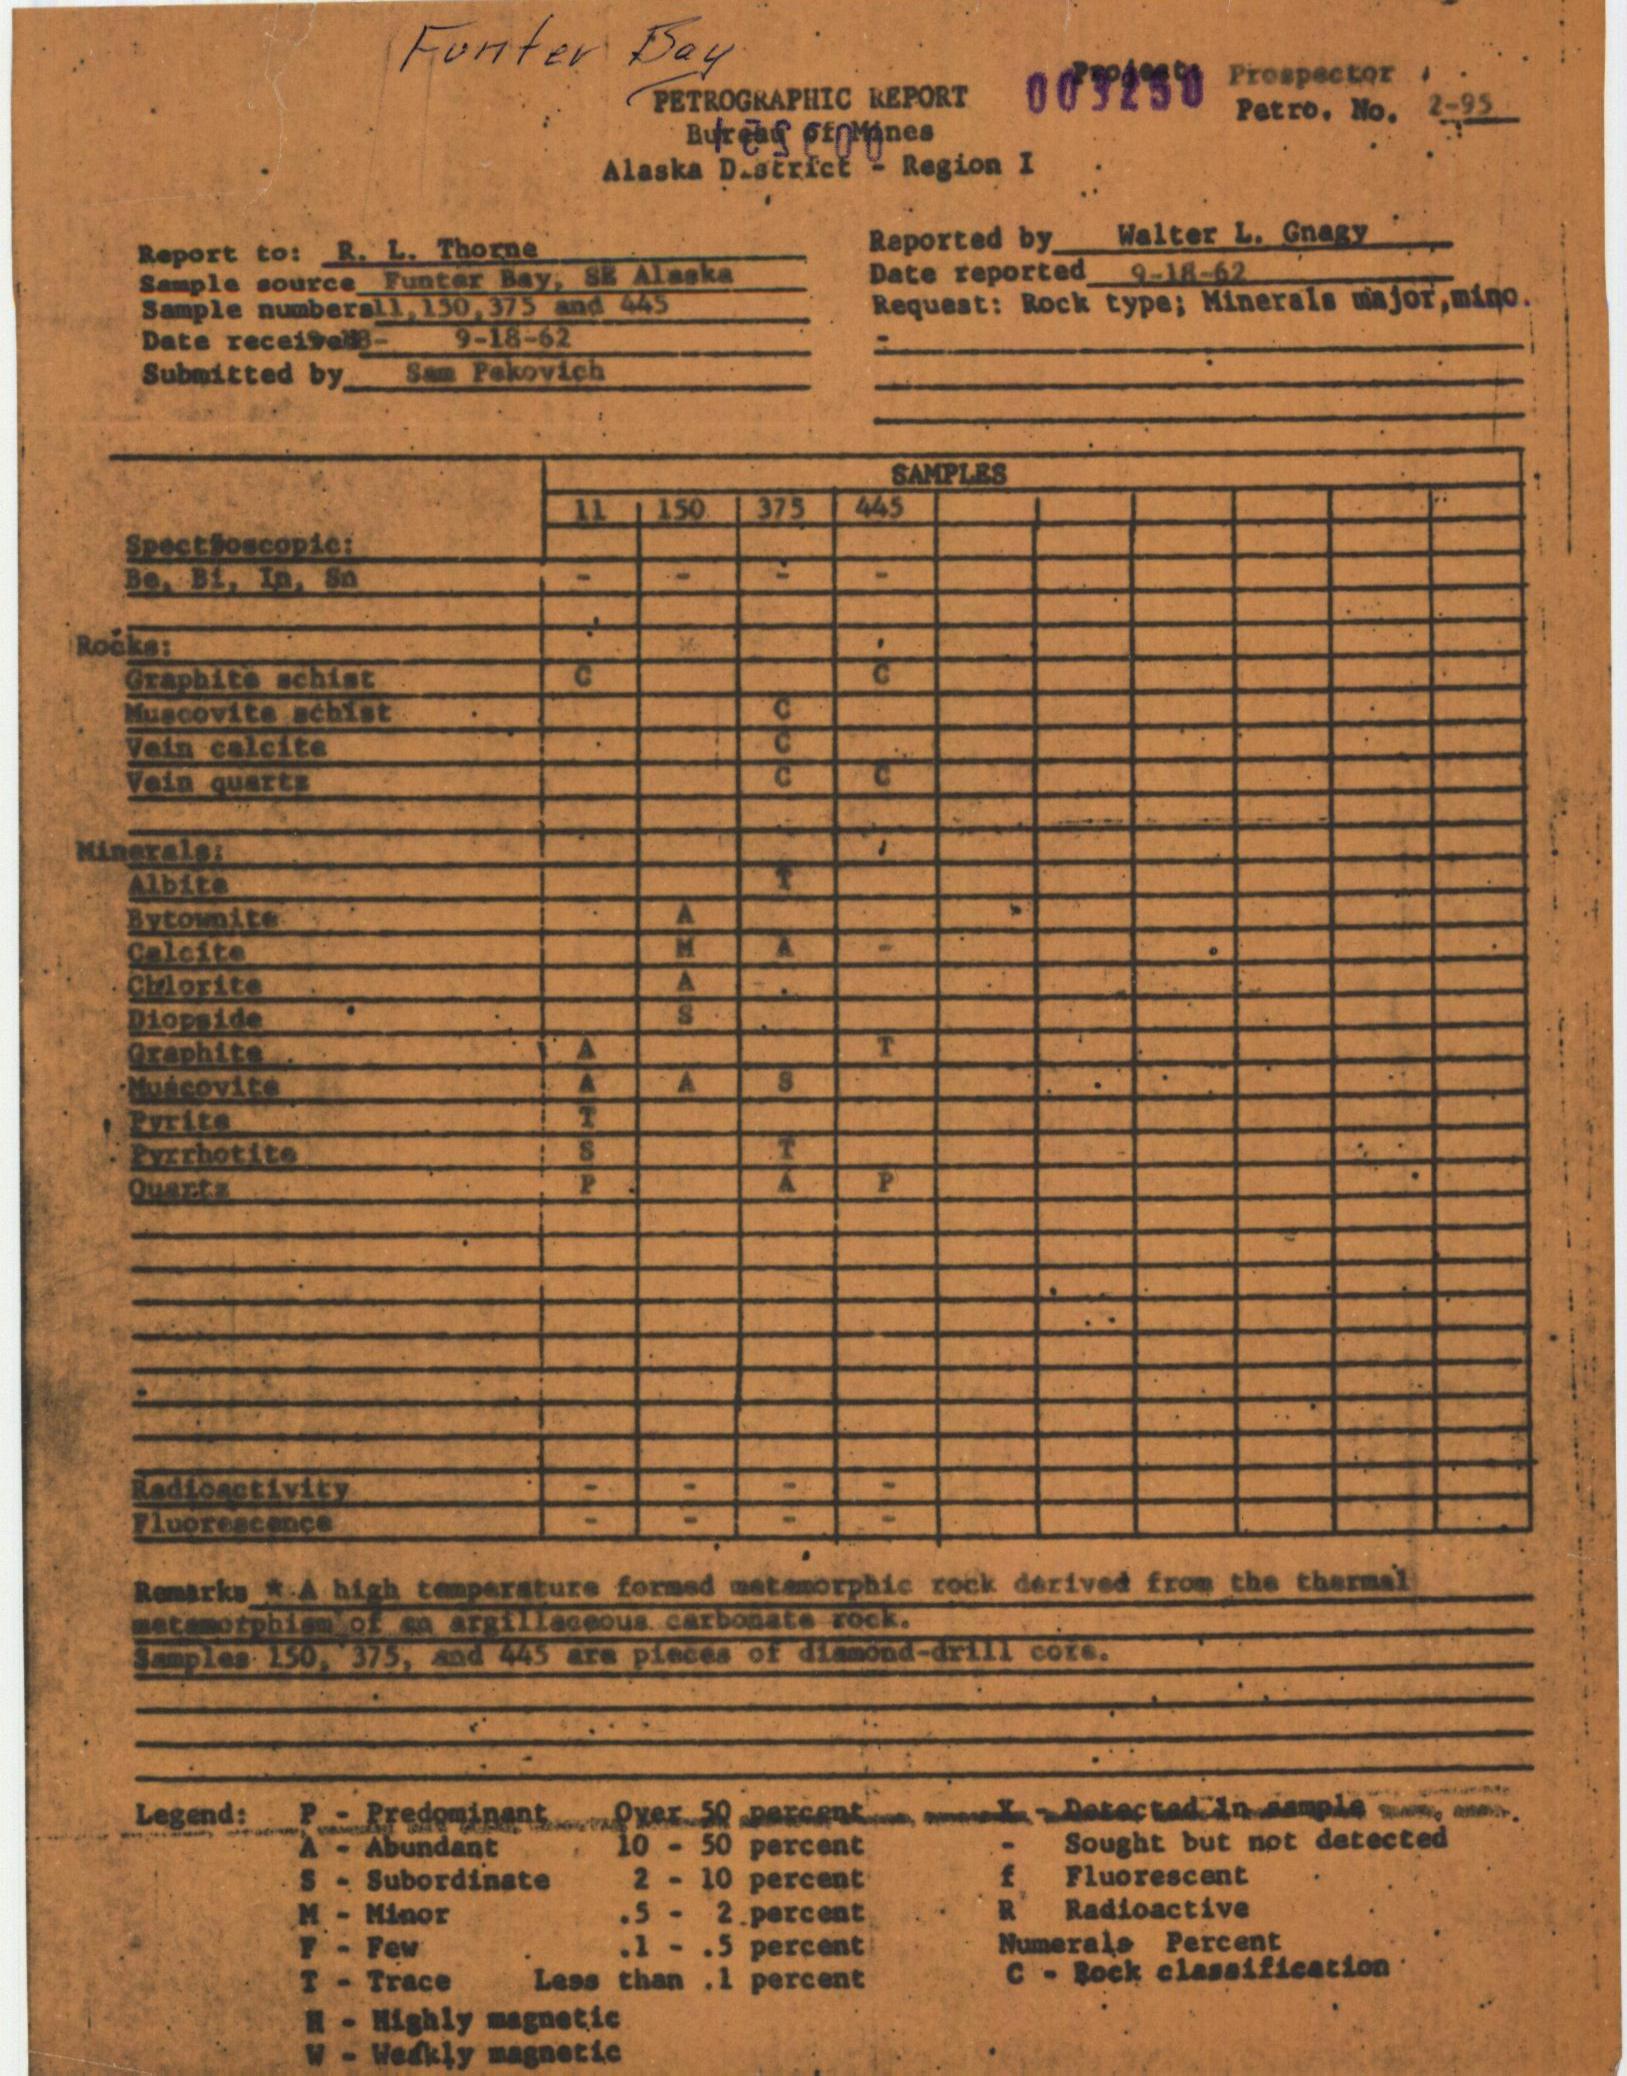 Funter Bay
PETROGRAPHIC REPORT
Bureau of Mines
Alaska District - Region I
Project: Prospector
Petro. No. 2-95
Report to: R. L. Thorne
Sample source Funter Bay, SE Alaska
Sample numbers 11,150,375 and 445
Date received 9-18-62
Submitted by Sam Pekovich
Reported by Walter L. Gnagy
Date reported 9-18-62
Request: Rock type; Minerals major,mino.
-
SAMPLES
11 150 375 445
Spectroscopic:
Be, Bi, In, Sn - - - -
Rocks: *
Graphite schist C C
Muscovite schist C
Vein calcite C
Vein quartz C C
Minerals:
Albite T
Bytownite A
Calcite M A -
Chlorite A
Diopside S
Graphite A T
Muscovite A A S
Pyrite T
Pyrrhotite S T
Quartz P A P
Radioactivity - - - -
Fluorescence - - - -
Remarks * A high temperature formed metamorphic rock derived from the thermal
metamorphism of an argillaceous carbonate rock.
Samples 150, 375, and 445 are pieces of diamond-drill core.
Legend: P - Predominant Over 50 percent X - Detected in sample
A - Abundant 10 - 50 percent - Sought but not detected
S - Subordinate 2 - 10 percent f Fluorescent
M - Minor .5 - 2 percent R Radioactive
F - Few .1 - .5 percent Numerals Percent
T - Trace Less than .1 percent C - Rock classification
H - Highly magnetic
W - Weakly magnetic